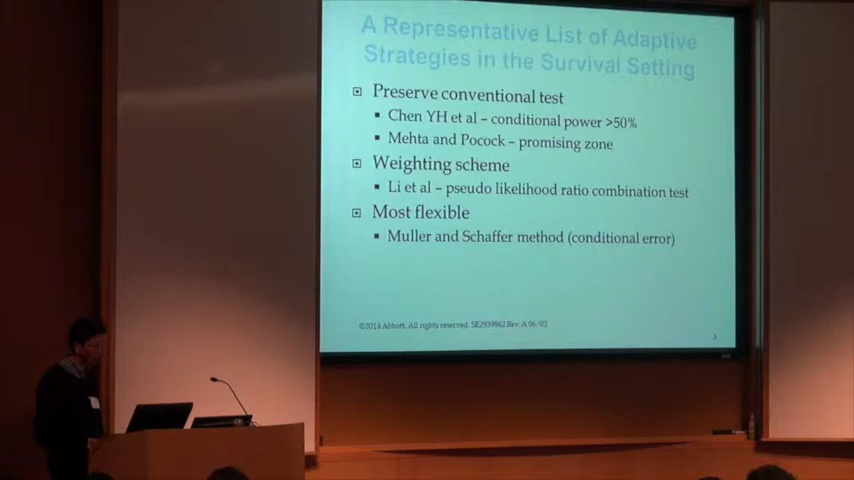 A Representative List of Adaptive
Strategies in the Survival Setting
Preserve conventional test
Chen YH et al – conditional power >50%
Mehta and Pocock – promising zone
Weighting scheme
Li et al – pseudo likelihood ratio combination test
Most flexible
Muller and Schaffer method (conditional error)
©2014 Abbott. All rights reserved. SE2939862 Rev. A 06/02
3